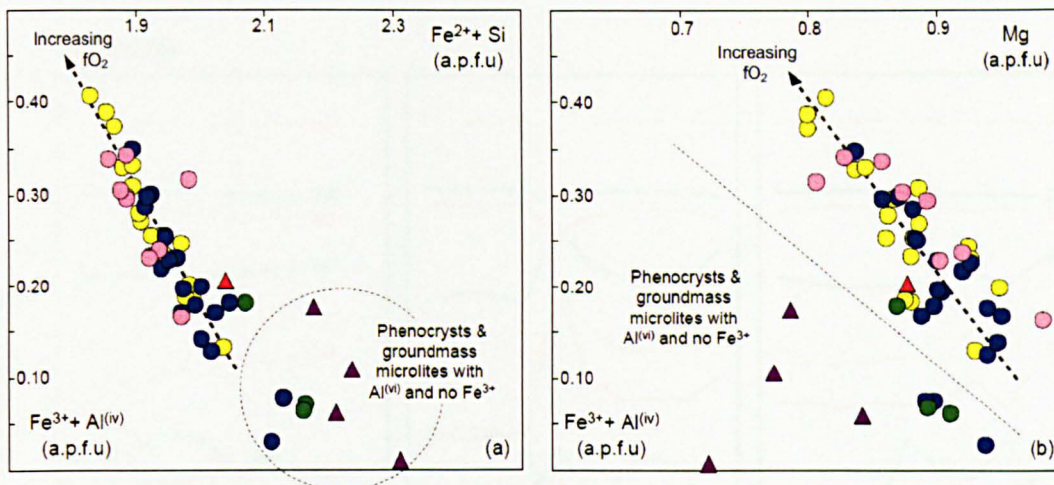 1.9 2.1 2.3
Increasing
fO₂
Fe²⁺+ Si
(a.p.f.u)
0.40
0.30
0.20
0.10
Phenocrysts &
groundmass
microlites with
Al⁽ᵛⁱ⁾ and no Fe³⁺
Fe³⁺+ Al⁽ⁱᵛ⁾
(a.p.f.u)
(a)
0.7 0.8 0.9
Mg
(a.p.f.u)
Increasing
fO₂
0.40
0.30
0.20
0.10
Phenocrysts &
groundmass
microlites with
Al⁽ᵛⁱ⁾ and no Fe³⁺
Fe³⁺+ Al⁽ⁱᵛ⁾
(a.p.f.u)
(b)